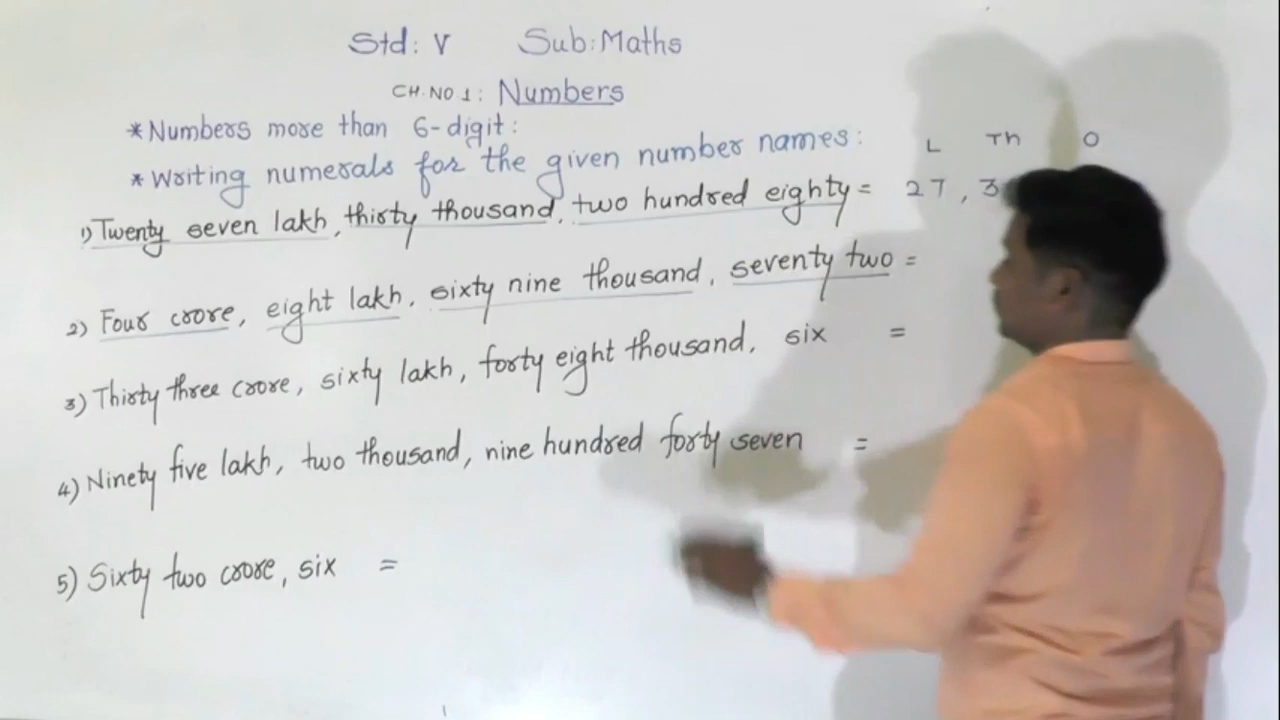 Std: V Sub: Maths
CH. NO 1: Numbers
* Numbers more than 6-digit:
* Writing numerals for the given number names:
L Th O
1) Twenty seven lakh, thirty thousand, two hundred eighty = 27, 3
2) Four crore, eight lakh, sixty nine thousand, seventy two =
3) Thirty three crore, sixty lakh, forty eight thousand, six =
4) Ninety five lakh, two thousand, nine hundred forty seven =
5) Sixty two crore, six =